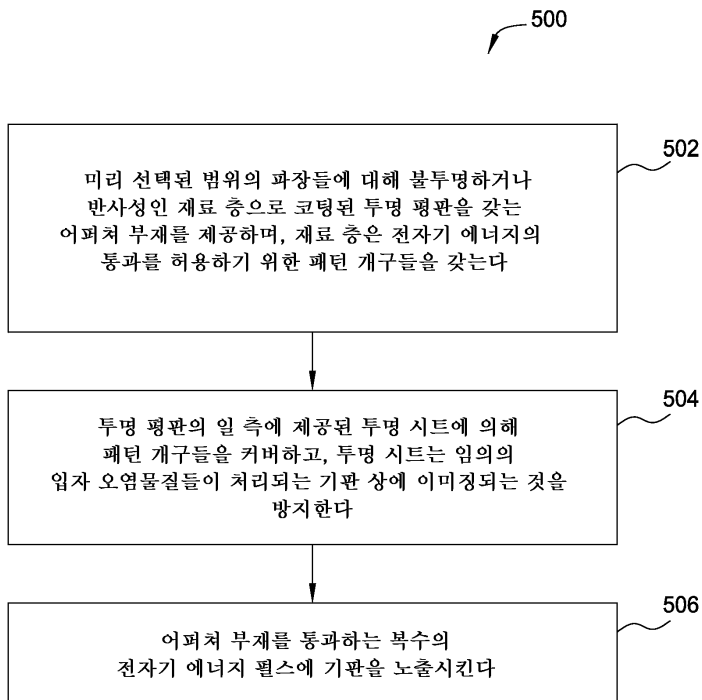 500
502
미리 선택된 범위의 파장들에 대해 불투명하거나
반사성인 재료 층으로 코팅된 투명 평판을 갖는
어퍼쳐 부재를 제공하며, 재료 층은 전자기 에너지의
통과를 허용하기 위한 패턴 개구들을 갖는다
504
투명 평판의 일 측에 제공된 투명 시트에 의해
패턴 개구들을 커버하고, 투명 시트는 임의의
입자 오염물질들이 처리되는 기판 상에 이미징되는 것을
방지한다
506
어퍼쳐 부재를 통과하는 복수의
전자기 에너지 펄스에 기판을 노출시킨다